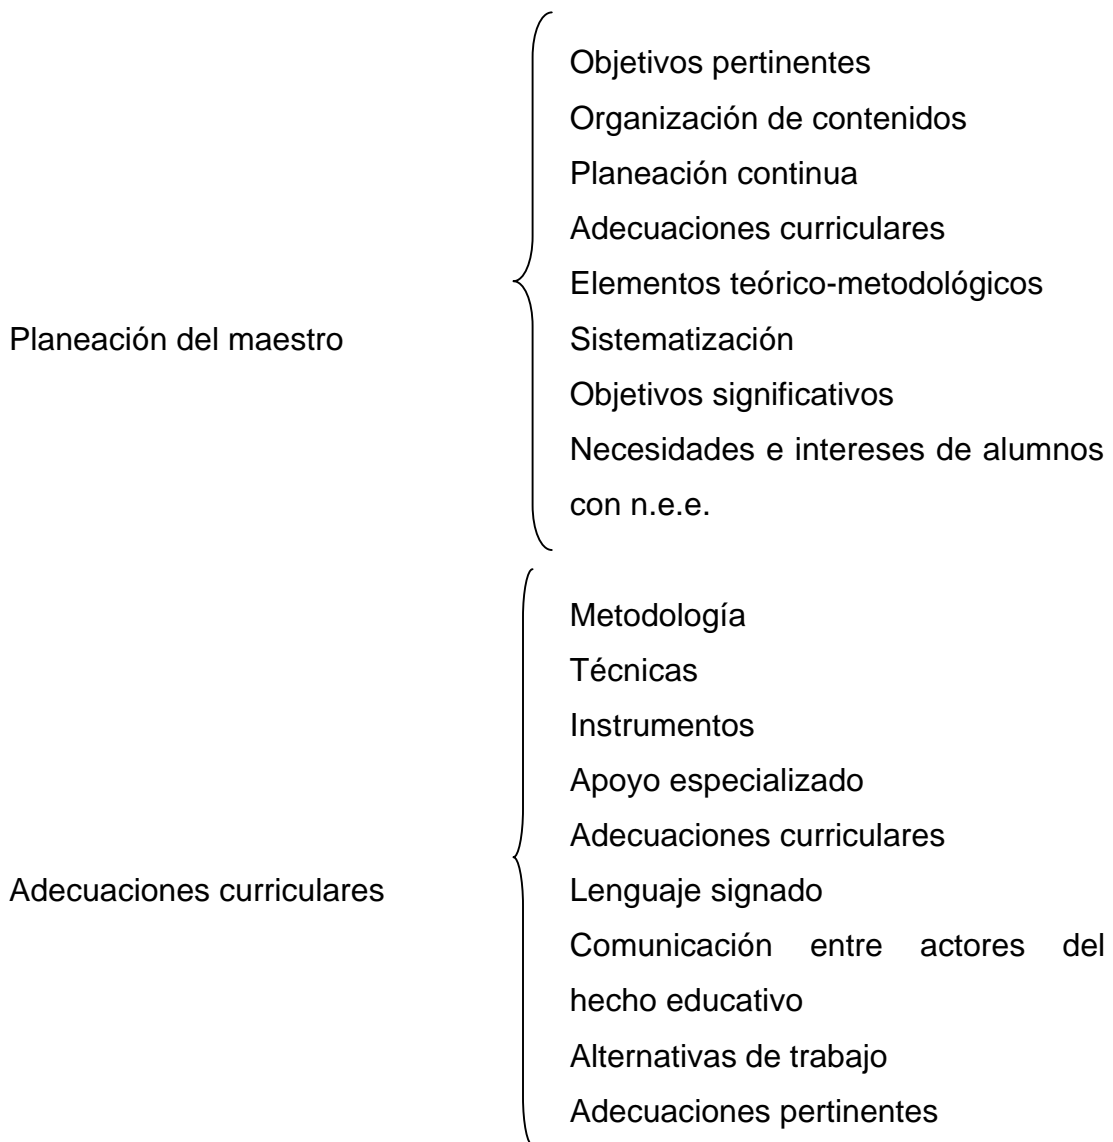 Objetivos pertinentes
Organización de contenidos
Planeación continua
Adecuaciones curriculares
Elementos teórico-metodológicos
Planeación del maestro
Sistematización
Objetivos significativos
Necesidades e intereses de alumnos
con n.e.e.
Metodología
Técnicas
Instrumentos
Apoyo especializado
Adecuaciones curriculares
Adecuaciones curriculares
Lenguaje signado
Comunicación entre actores del
hecho educativo
Alternativas de trabajo
Adecuaciones pertinentes